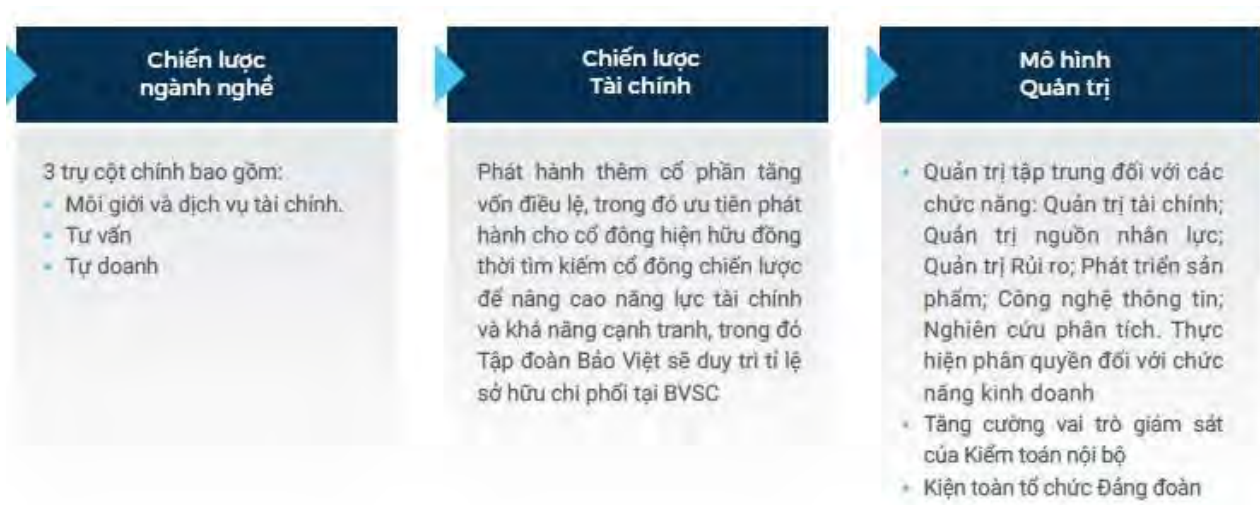 Chiến lược
ngành nghề
3 trụ cột chính bao gồm:
• Môi giới và dịch vụ tài chính.
• Tư vấn
• Tự doanh
Chiến lược
Tài chính
Phát hành thêm cổ phần tăng
vốn điều lệ, trong đó ưu tiên phát
hành cho cổ đông hiện hữu đồng
thời tìm kiếm cổ đông chiến lược
để nâng cao năng lực tài chính
và khả năng cạnh tranh, trong đó
Tập đoàn Bảo Việt sẽ duy trì tỉ lệ
sở hữu chi phối tại BVSC
Mô hình
Quản trị
• Quản trị tập trung đối với các
chức năng: Quản trị tài chính;
Quản trị nguồn nhân lực;
Quản trị Rủi ro; Phát triển sản
phẩm; Công nghệ thông tin;
Nghiên cứu phân tích. Thực
hiện phân quyền đối với chức
năng kinh doanh
• Tăng cường vai trò giám sát
của Kiểm toán nội bộ
• Kiện toàn tổ chức Đảng đoàn